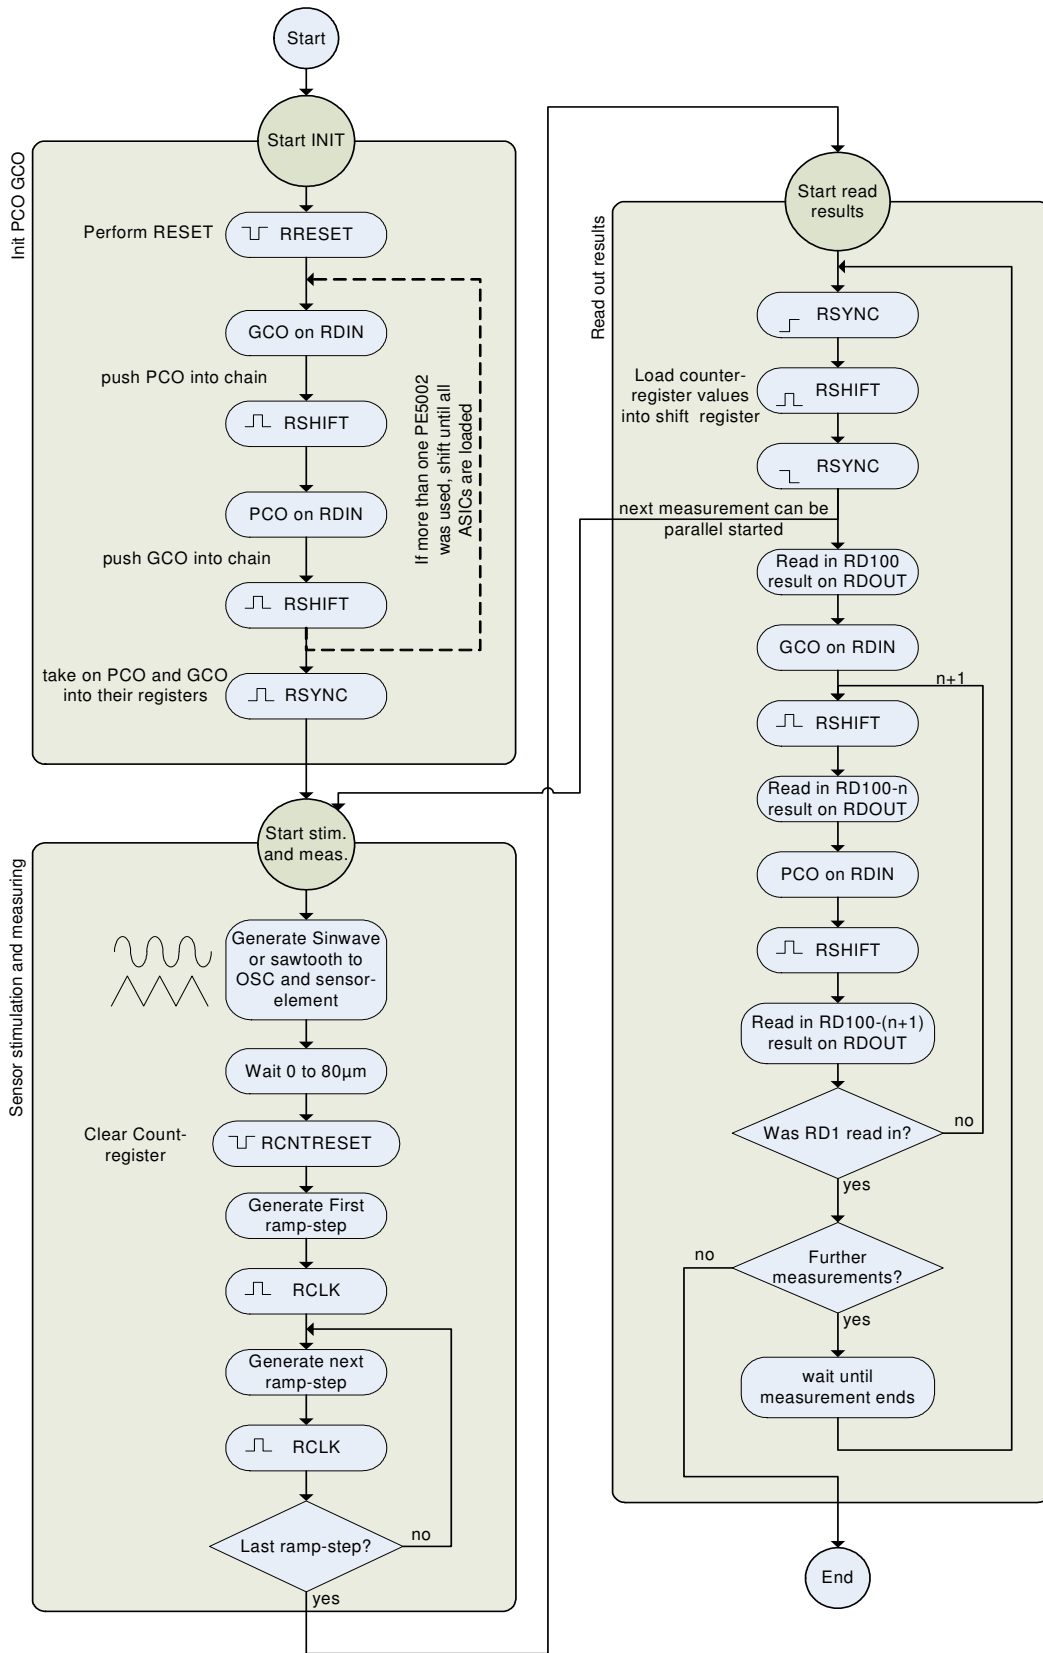 Start
Start INIT
Init PCO GCO
Perform RESET
RRESET
GCO on RDIN
push PCO into chain
RSHIFT
If more than one PE5002
was used, shift until all
ASICs are loaded
PCO on RDIN
push GCO into chain
RSHIFT
take on PCO and GCO
into their registers
RSYNC
Start stim.
and meas.
Sensor stimulation and measuring
Generate Sinwave
or sawtooth to
OSC and sensor-
element
Wait 0 to 80µm
Clear Count-
register
RCNTRESET
Generate First
ramp-step
RCLK
Generate next
ramp-step
RCLK
Last ramp-step?
no
yes
Start read
results
Read out results
RSYNC
Load counter-
register values
into shift register
RSHIFT
RSYNC
next measurement can be
parallel started
Read in RD100
result on RDOUT
GCO on RDIN
n+1
RSHIFT
Read in RD100-n
result on RDOUT
PCO on RDIN
RSHIFT
Read in RD100-(n+1)
result on RDOUT
Was RD1 read in?
no
yes
Further
measurements?
no
yes
wait until
measurement ends
End